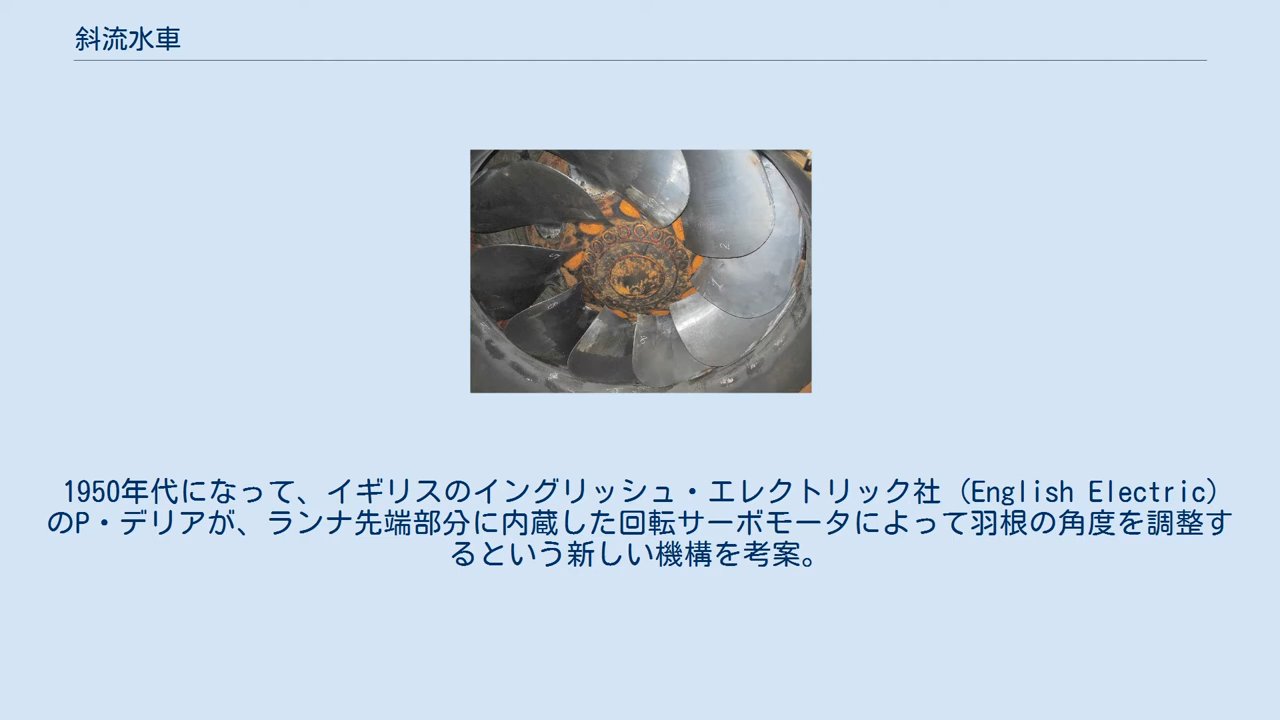 斜流水車
1950年代になって、イギリスのイングリッシュ・エレクトリック社（English Electric）
のP・デリアが、ランナ先端部分に内蔵した回転サーボモータによって羽根の角度を調整す
るという新しい機構を考案。